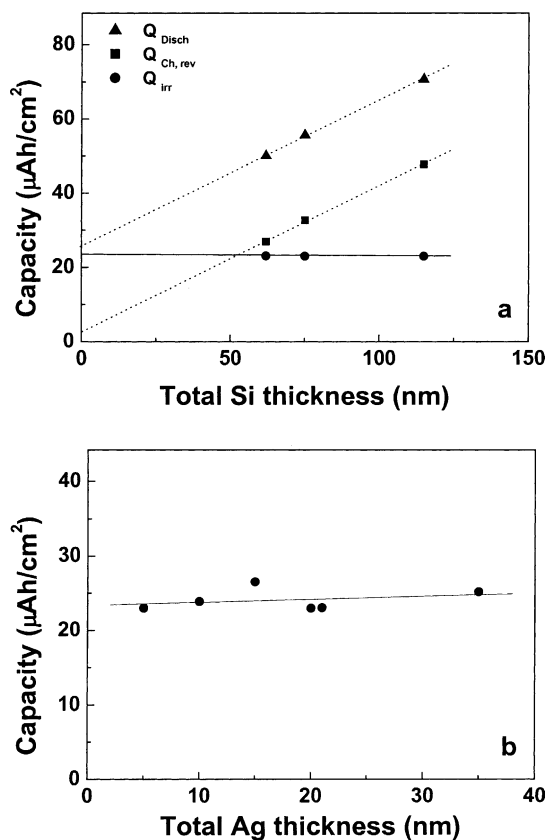 80
60
40
20
0
Capacity (µAh/cm²)
▲ Q Disch
■ Q Ch, rev
● Q irr
a
0 50 100 150
Total Si thickness (nm)
40
30
20
10
0
Capacity (µAh/cm²)
b
0 10 20 30 40
Total Ag thickness (nm)